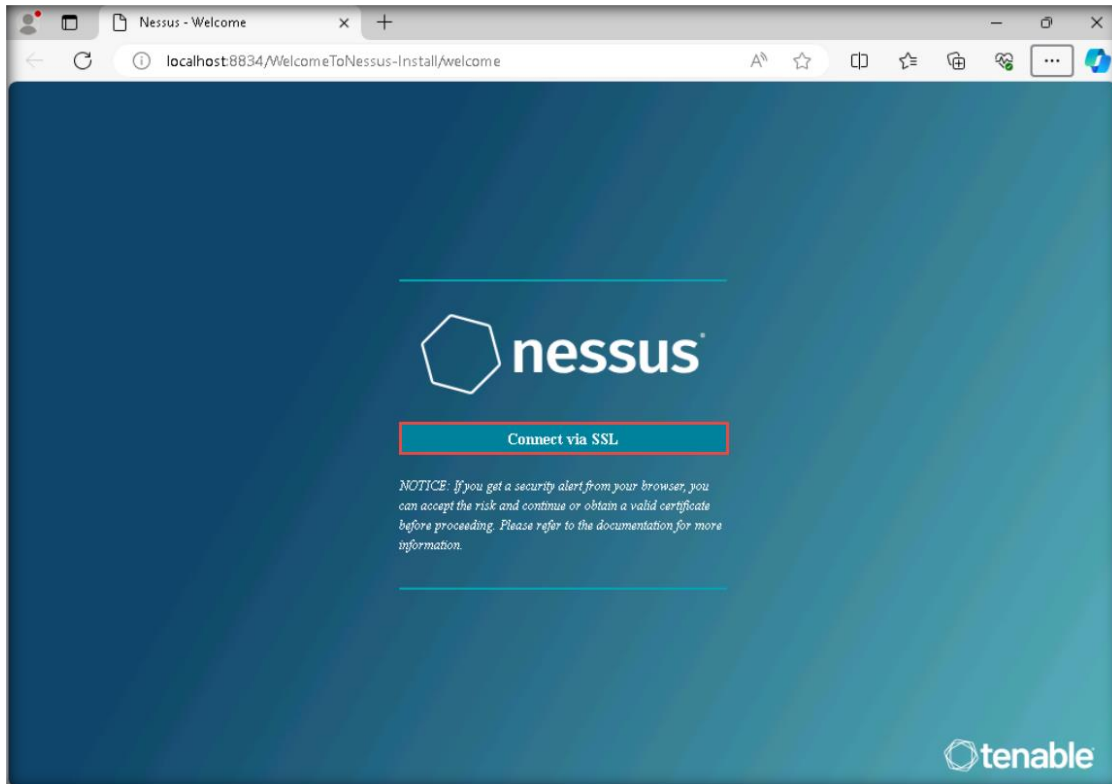 Nessus - Welcome
localhost:8834/WelcomeToNessus-Install/welcome
nessus
Connect via SSL
NOTICE: If you get a security alert from your browser, you
can accept the risk and continue or obtain a valid certificate
before proceeding. Please refer to the documentation for more
information.
tenable